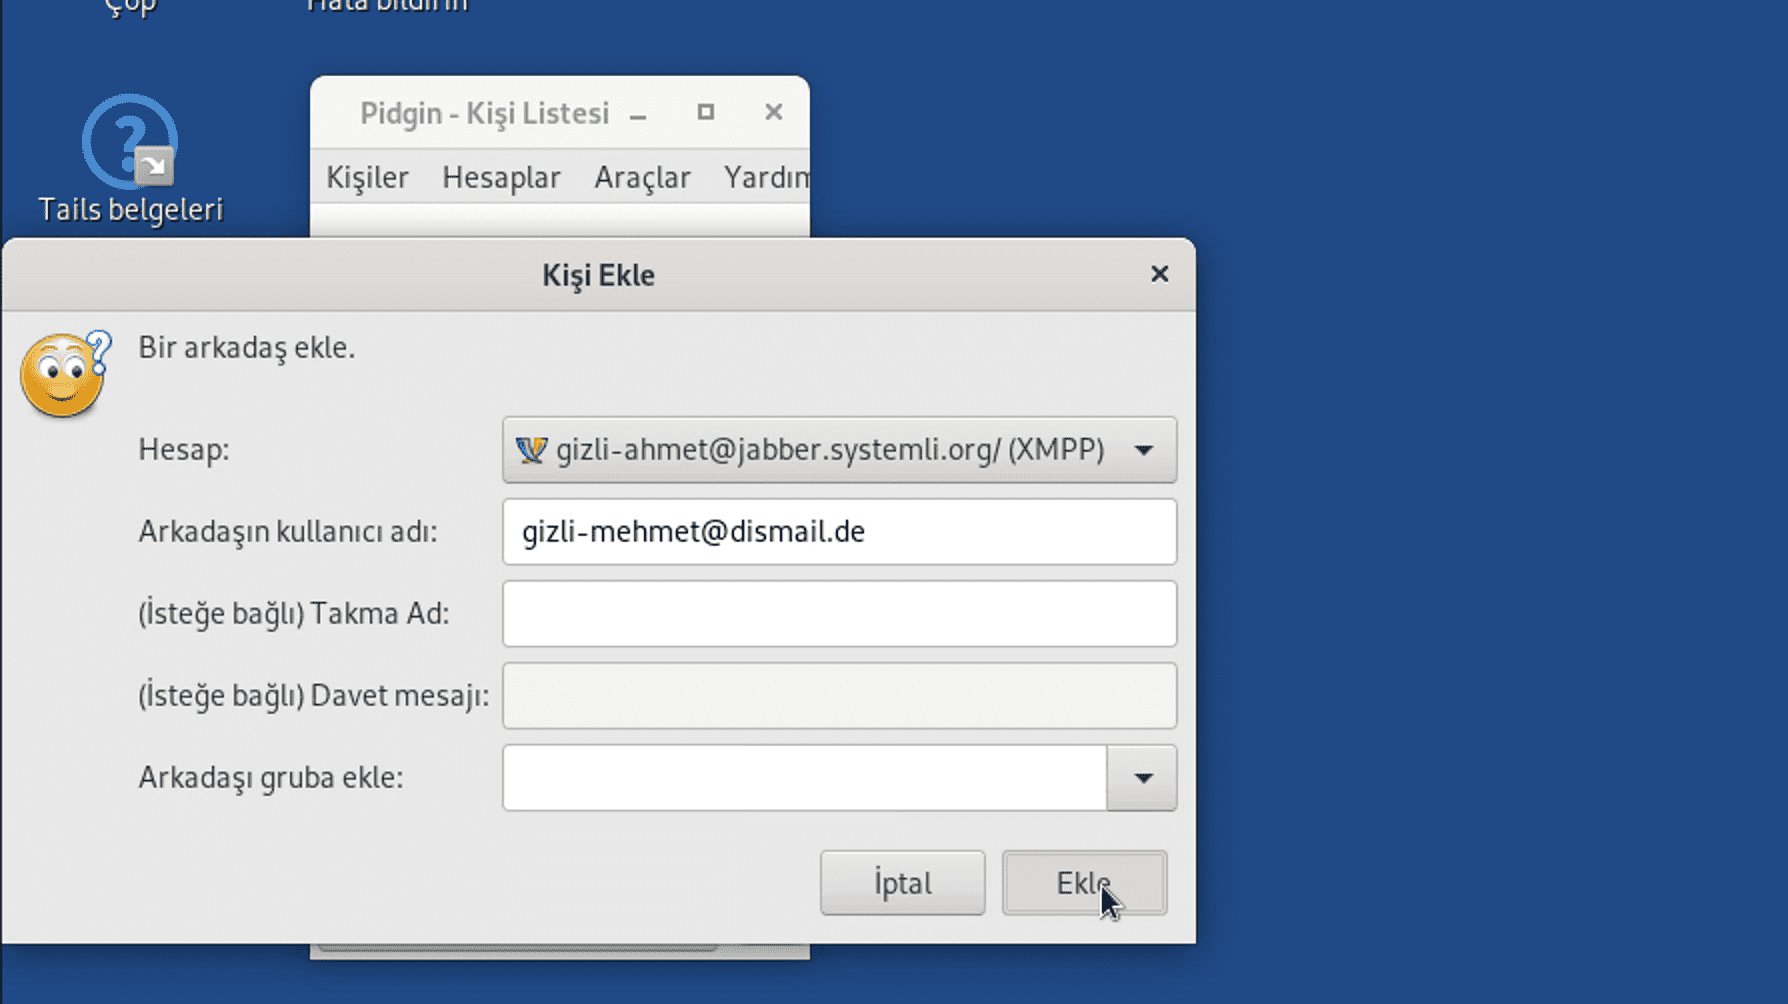 Çop
Hata bildirin
Tails belgeleri
Pidgin - Kişi Listesi
Kişiler Hesaplar Araçlar Yardım
Kişi Ekle
Bir arkadaş ekle.
Hesap: gizli-ahmet@jabber.systemli.org/ (XMPP)
Arkadaşın kullanıcı adı: gizli-mehmet@dismail.de
(İsteğe bağlı) Takma Ad:
(İsteğe bağlı) Davet mesajı:
Arkadaşı gruba ekle:
İptal Ekle